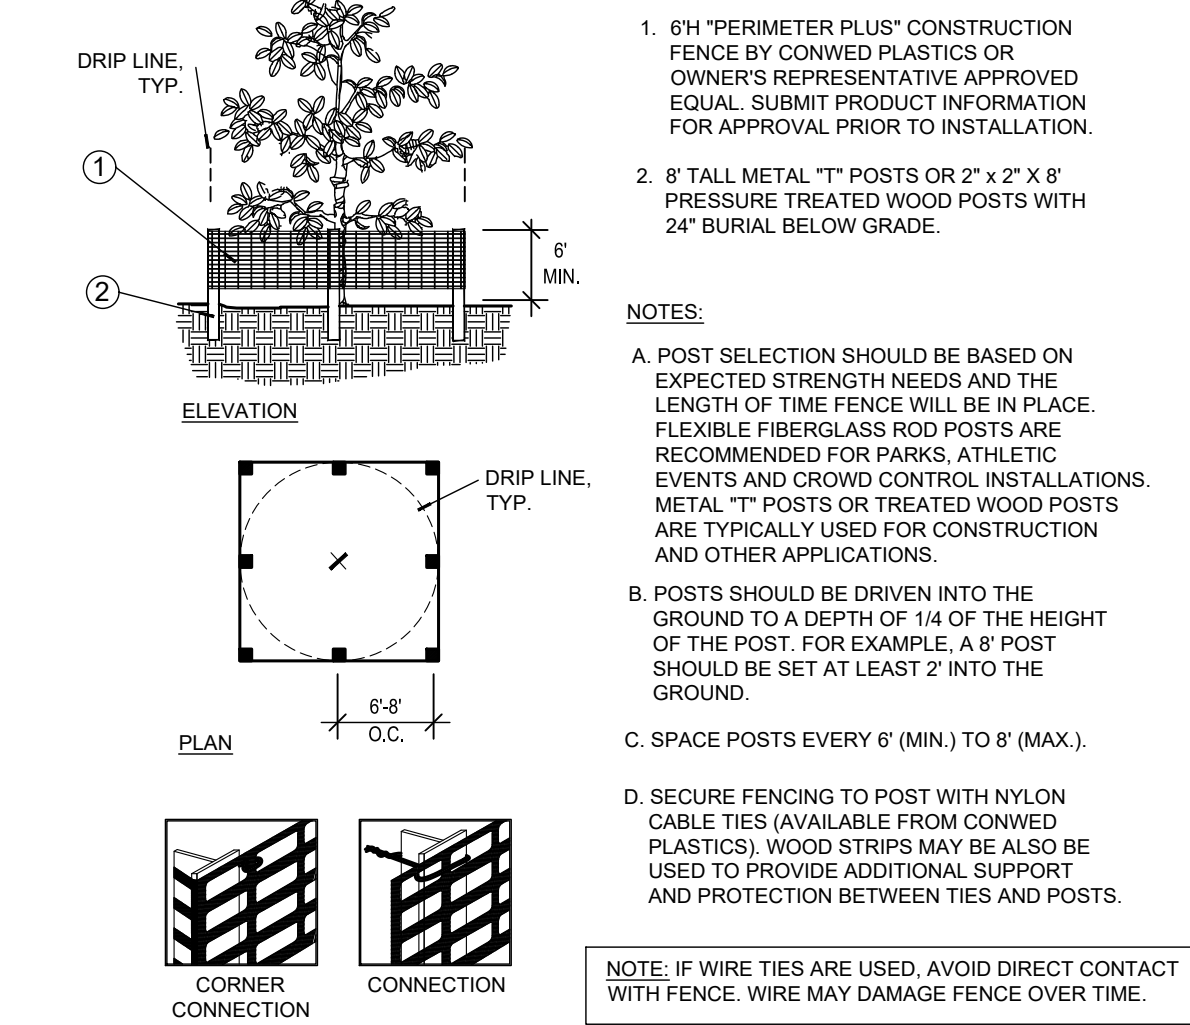 DRIP LINE,
TYP.
1
2
6'
MIN.
ELEVATION
DRIP LINE,
TYP.
6'-8'
O.C.
PLAN
CORNER
CONNECTION
CONNECTION
1. 6'H "PERIMETER PLUS" CONSTRUCTION
FENCE BY CONWED PLASTICS OR
OWNER'S REPRESENTATIVE APPROVED
EQUAL. SUBMIT PRODUCT INFORMATION
FOR APPROVAL PRIOR TO INSTALLATION.
2. 8' TALL METAL "T" POSTS OR 2" x 2" X 8'
PRESSURE TREATED WOOD POSTS WITH
24" BURIAL BELOW GRADE.
NOTES:
A. POST SELECTION SHOULD BE BASED ON
EXPECTED STRENGTH NEEDS AND THE
LENGTH OF TIME FENCE WILL BE IN PLACE.
FLEXIBLE FIBERGLASS ROD POSTS ARE
RECOMMENDED FOR PARKS, ATHLETIC
EVENTS AND CROWD CONTROL INSTALLATIONS.
METAL "T" POSTS OR TREATED WOOD POSTS
ARE TYPICALLY USED FOR CONSTRUCTION
AND OTHER APPLICATIONS.
B. POSTS SHOULD BE DRIVEN INTO THE
GROUND TO A DEPTH OF 1/4 OF THE HEIGHT
OF THE POST. FOR EXAMPLE, A 8' POST
SHOULD BE SET AT LEAST 2' INTO THE
GROUND.
C. SPACE POSTS EVERY 6' (MIN.) TO 8' (MAX.).
D. SECURE FENCING TO POST WITH NYLON
CABLE TIES (AVAILABLE FROM CONWED
PLASTICS). WOOD STRIPS MAY BE ALSO BE
USED TO PROVIDE ADDITIONAL SUPPORT
AND PROTECTION BETWEEN TIES AND POSTS.
NOTE: IF WIRE TIES ARE USED, AVOID DIRECT CONTACT
WITH FENCE. WIRE MAY DAMAGE FENCE OVER TIME.